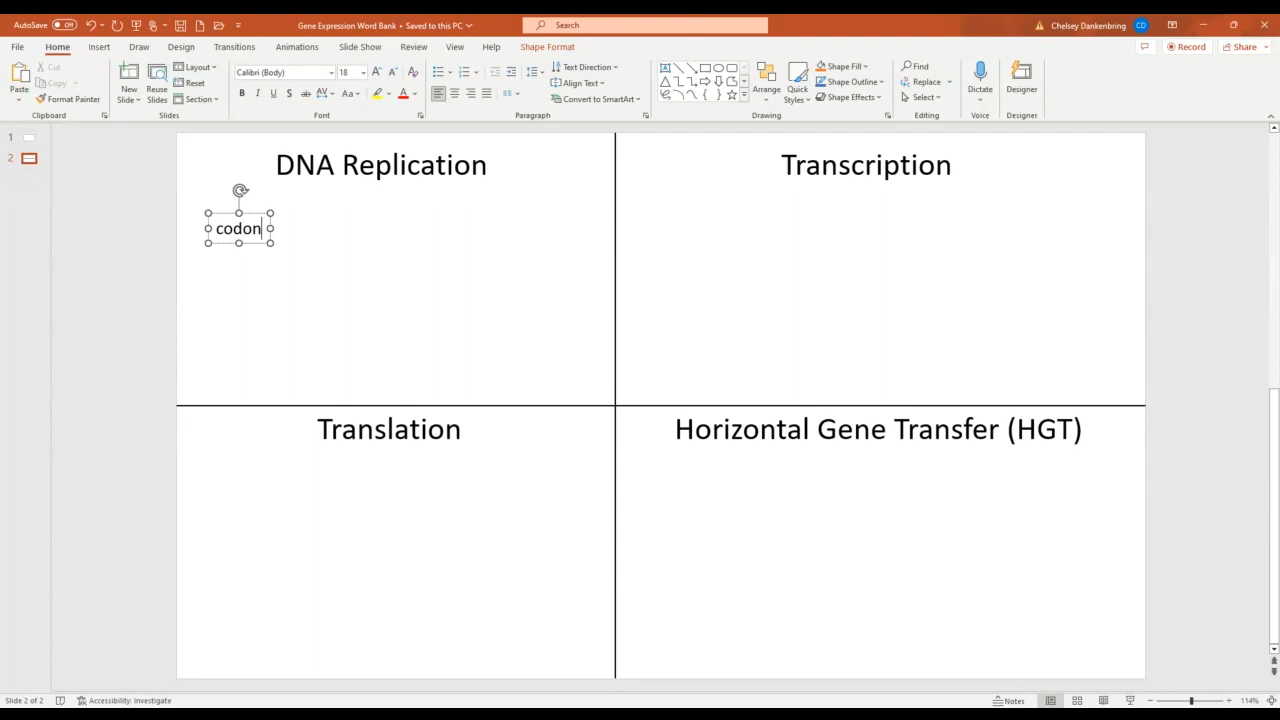 AutoSave Off Gene Expression Word Bank • Saved to this PC Search Chelsey Dankenbring CD
File Home Insert Draw Design Transitions Animations Slide Show Review View Help Shape Format Record Share
Paste Cut Copy Format Painter Clipboard
New Slide Reuse Slides Layout Reset Section Slides
Calibri (Body) 18 Font
Text Direction Align Text Convert to SmartArt Paragraph
Arrange Quick Styles Shape Fill Shape Outline Shape Effects Drawing
Find Replace Select Editing
Dictate Voice
Designer Designer
1
2
DNA Replication
Transcription
codon
Translation
Horizontal Gene Transfer (HGT)
Slide 2 of 2 Accessibility: Investigate Notes 114%